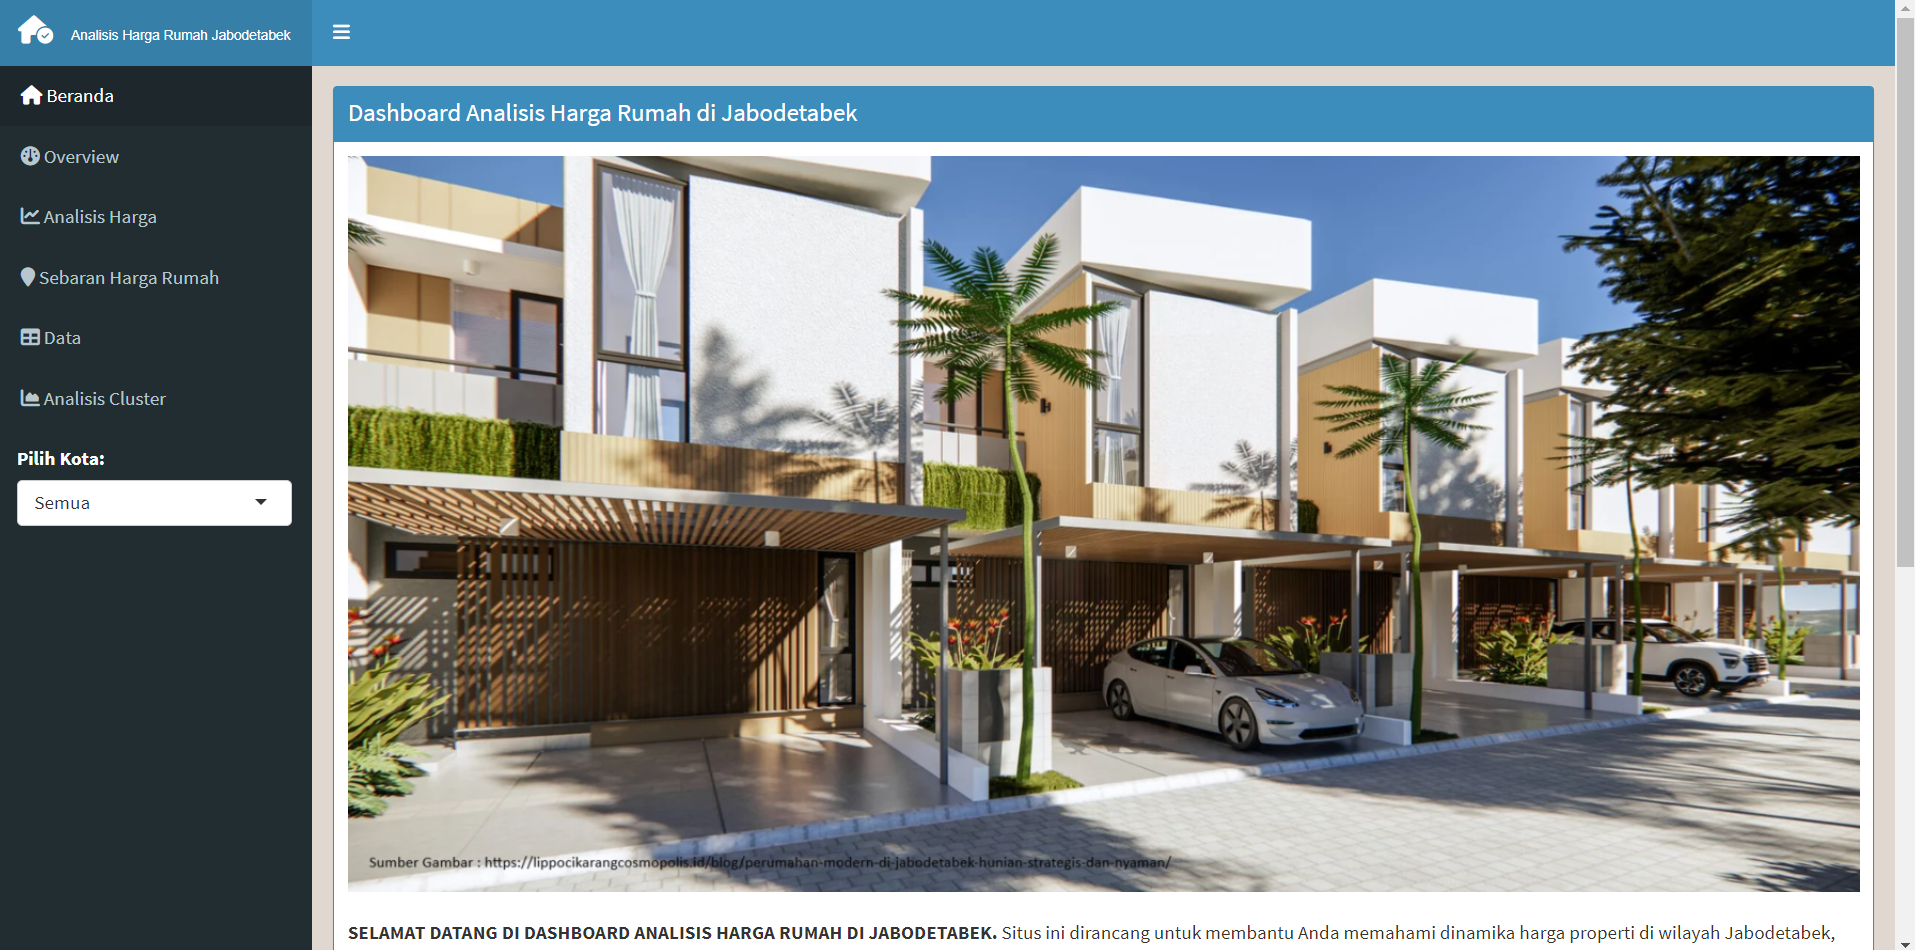 Analisis Harga Rumah Jabodetabek
Beranda
Overview
Analisis Harga
Sebaran Harga Rumah
Data
Analisis Cluster
Pilih Kota:
Semua
Dashboard Analisis Harga Rumah di Jabodetabek
Sumber Gambar : https://lippocikarangcosmopolis.id/blog/perumahan-modern-di-jabodetabek-hunian-strategis-dan-nyaman/
SELAMAT DATANG DI DASHBOARD ANALISIS HARGA RUMAH DI JABODETABEK. Situs ini dirancang untuk membantu Anda memahami dinamika harga properti di wilayah Jabodetabek,